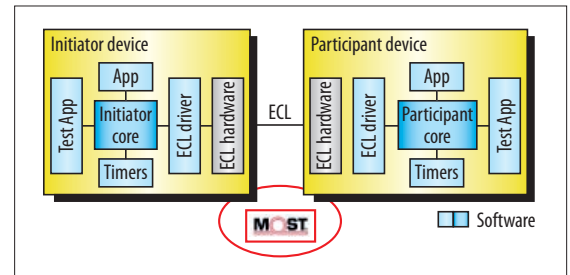 Initiator device
Test App
App
Initiator
core
Timers
ECL driver
ECL hardware
ECL
Participant device
ECL hardware
ECL driver
App
Participant
core
Timers
Test App
MOST
Software